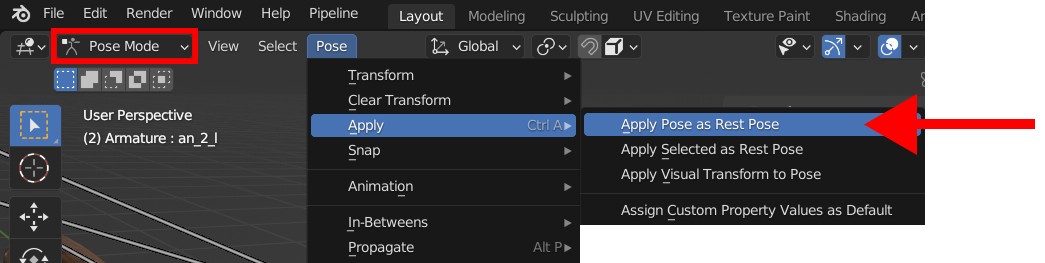 File Edit Render Window Help Pipeline Layout Modeling Sculpting UV Editing Texture Paint Shading
Pose Mode View Select Pose Global
User Perspective
(2) Armature : an_2_l
Transform
Clear Transform
Apply Ctrl A
Snap
Animation
In-Betweens
Propagate Alt P
Apply Pose as Rest Pose
Apply Selected as Rest Pose
Apply Visual Transform to Pose
Assign Custom Property Values as Default